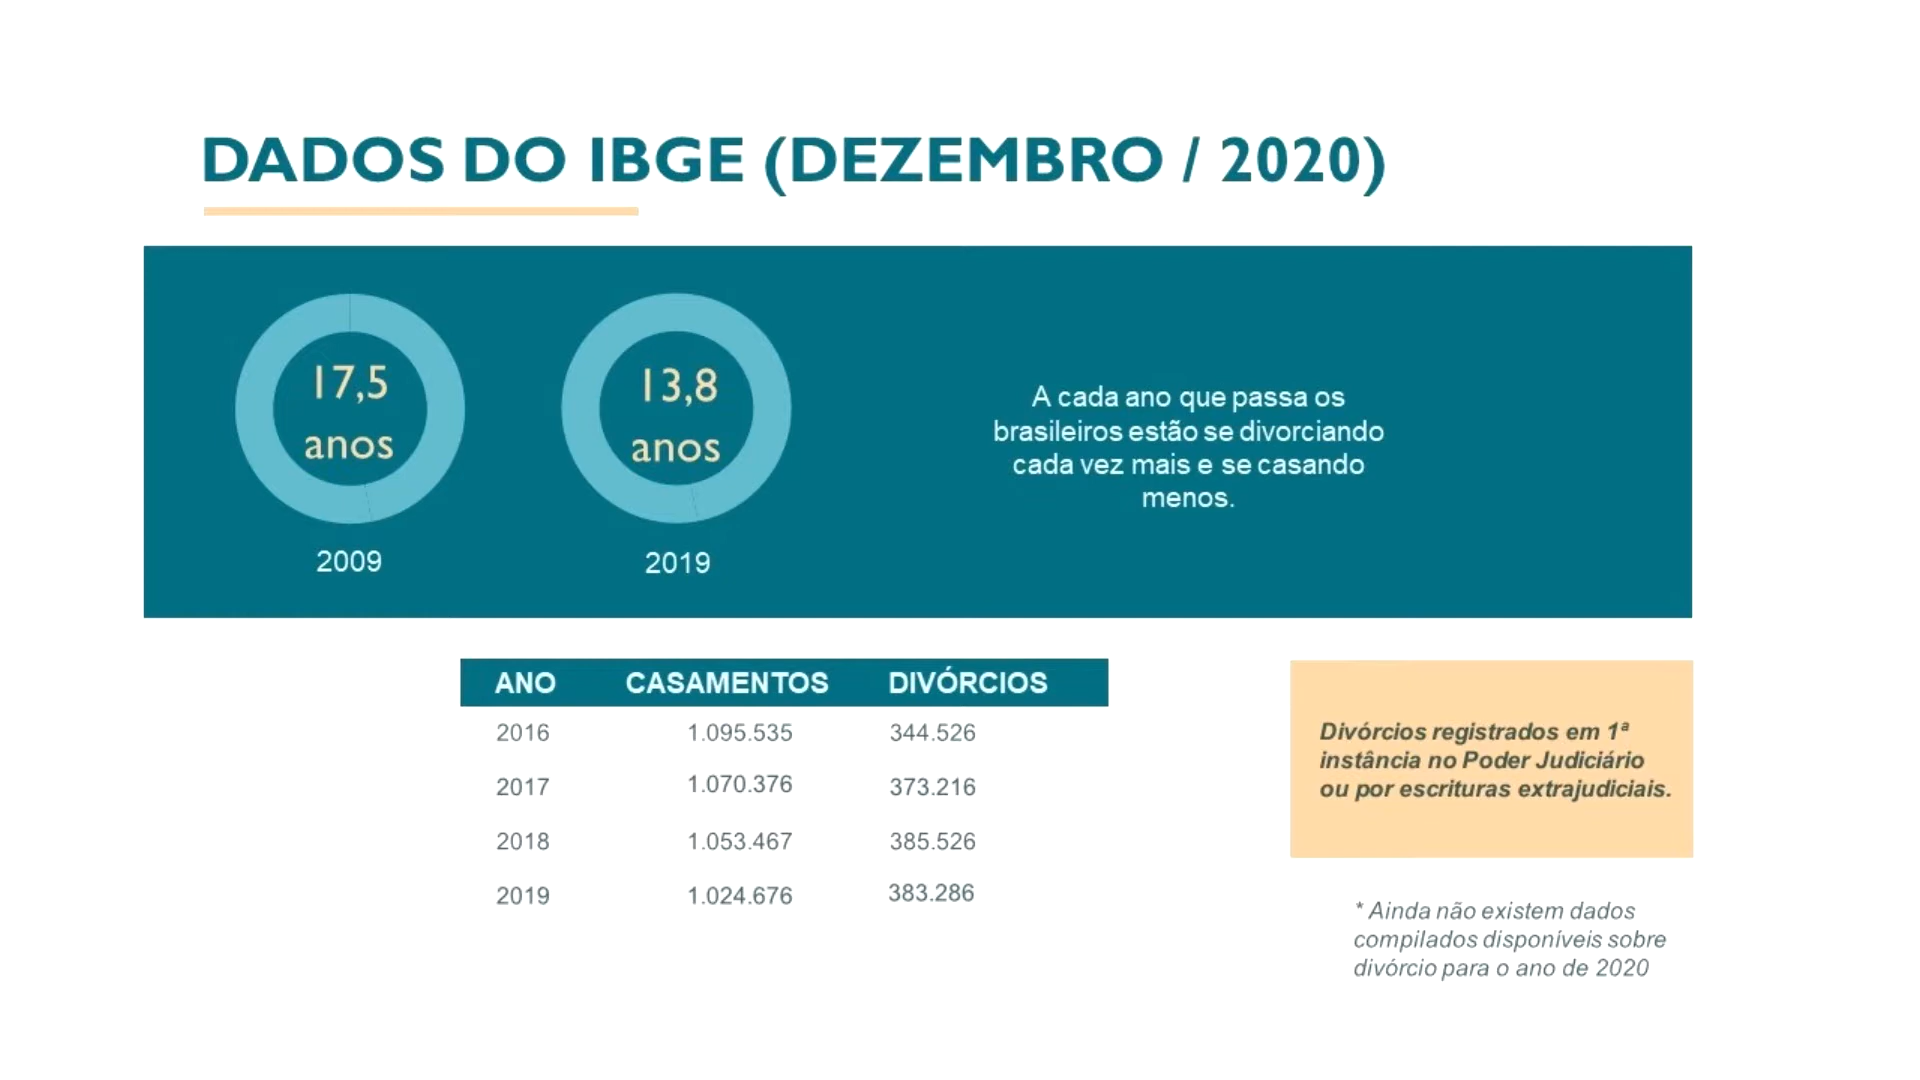 DADOS DO IBGE (DEZEMBRO / 2020)
17,5
anos
2009
13,8
anos
2019
A cada ano que passa os
brasileiros estão se divorciando
cada vez mais e se casando
menos.
ANO CASAMENTOS DIVÓRCIOS
2016 1.095.535 344.526
2017 1.070.376 373.216
2018 1.053.467 385.526
2019 1.024.676 383.286
Divórcios registrados em 1ª
instância no Poder Judiciário
ou por escrituras extrajudiciais.
* Ainda não existem dados
compilados disponíveis sobre
divórcio para o ano de 2020